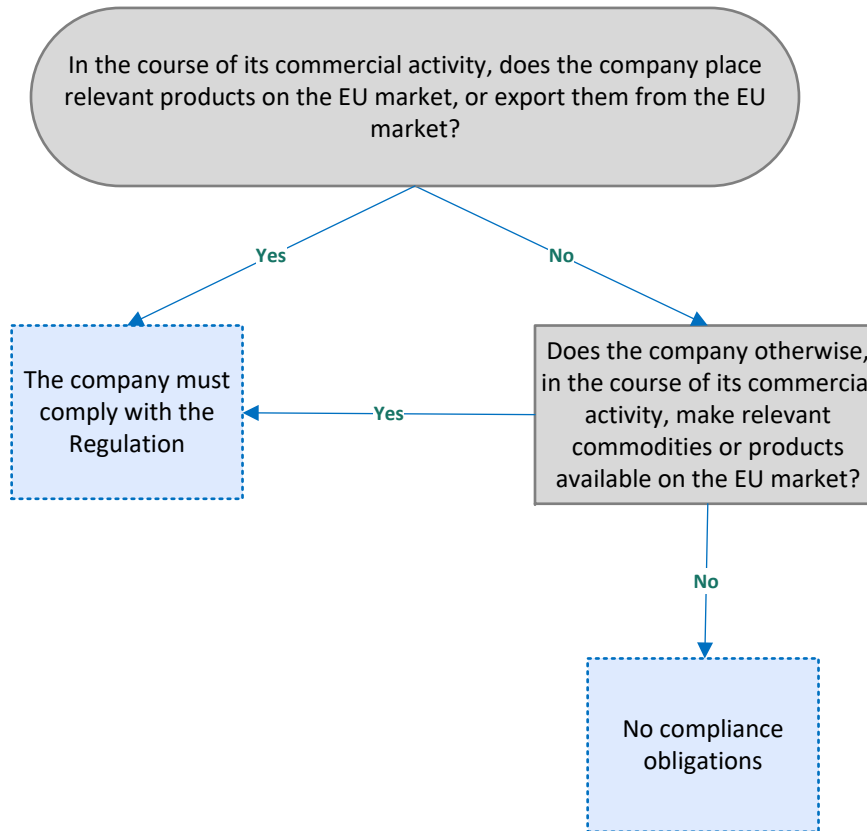 In the course of its commercial activity, does the company place
relevant products on the EU market, or export them from the EU
market?
Yes
No
The company must
comply with the
Regulation
Does the company otherwise,
in the course of its commercia
activity, make relevant
commodities or products
available on the EU market?
Yes
No
No compliance
obligations